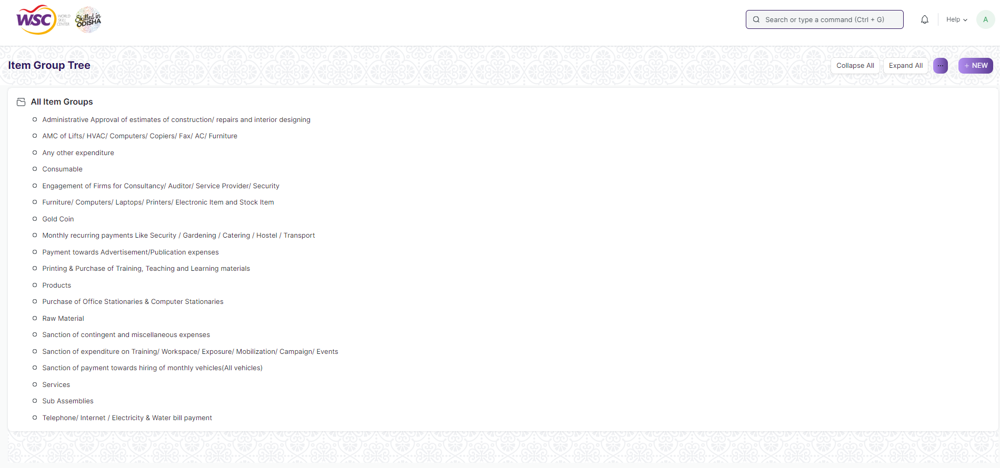 WSC
WORLD
SKILL
CENTER
Skilled in
ODISHA
Search or type a command (Ctrl + G)
Help
A
Item Group Tree
Collapse All
Expand All
...
+ NEW
All Item Groups
Administrative Approval of estimates of construction/ repairs and interior designing
AMC of Lifts/ HVAC/ Computers/ Copiers/ Fax/ AC/ Furniture
Any other expenditure
Consumable
Engagement of Firms for Consultancy/ Auditor/ Service Provider/ Security
Furniture/ Computers/ Laptops/ Printers/ Electronic Item and Stock Item
Gold Coin
Monthly recurring payments Like Security / Gardening / Catering / Hostel / Transport
Payment towards Advertisement/Publication expenses
Printing & Purchase of Training, Teaching and Learning materials
Products
Purchase of Office Stationaries & Computer Stationaries
Raw Material
Sanction of contingent and miscellaneous expenses
Sanction of expenditure on Training/ Workspace/ Exposure/ Mobilization/ Campaign/ Events
Sanction of payment towards hiring of monthly vehicles(All vehicles)
Services
Sub Assemblies
Telephone/ Internet / Electricity & Water bill payment